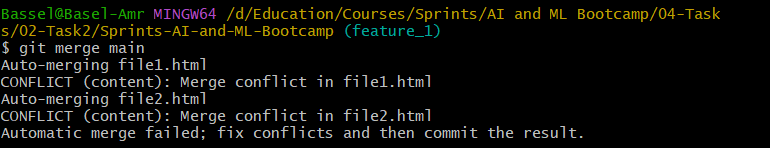 Bassel@Basel-Amr MINGW64 /d/Education/Courses/Sprints/AI and ML Bootcamp/04-Task
s/02-Task2/Sprints-AI-and-ML-Bootcamp (feature_1)
$ git merge main
Auto-merging file1.html
CONFLICT (content): Merge conflict in file1.html
Auto-merging file2.html
CONFLICT (content): Merge conflict in file2.html
Automatic merge failed; fix conflicts and then commit the result.